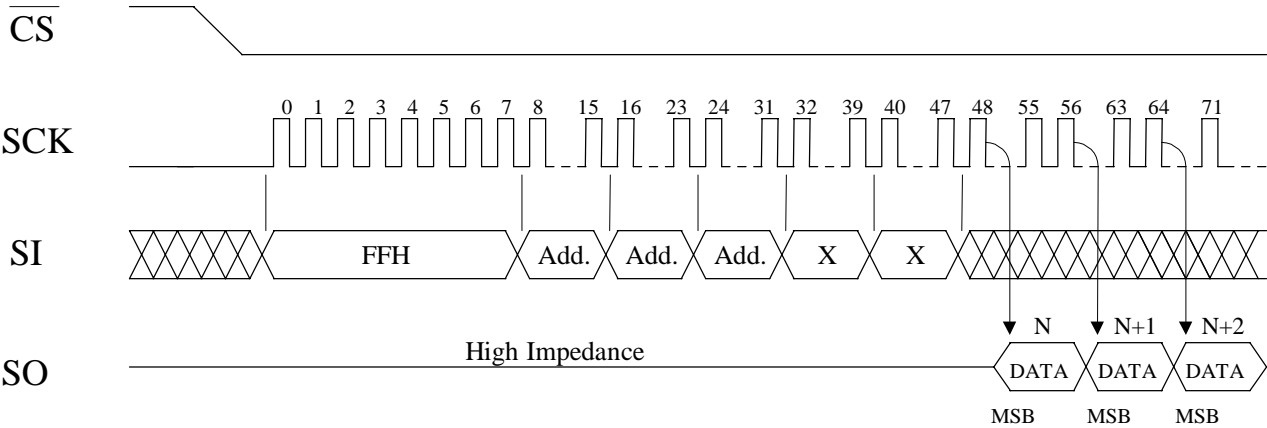 CS
0 1 2 3 4 5 6 7 8 15 16 23 24 31 32 39 40 47 48 55 56 63 64 71
SCK
SI FFH Add. Add. Add. X X
N N+1 N+2
High Impedance
SO DATA DATA DATA
MSB MSB MSB